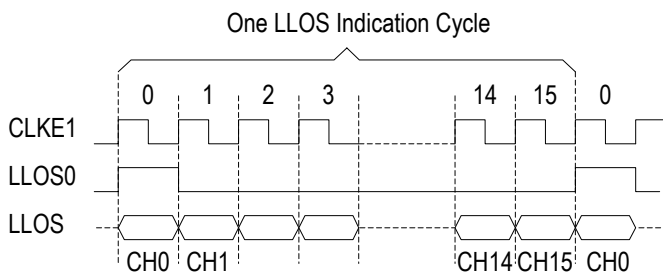 One LLOS Indication Cycle
0 1 2 3 14 15 0
CLKE1
LLOS0
LLOS
CH0 CH1 CH14 CH15 CH0